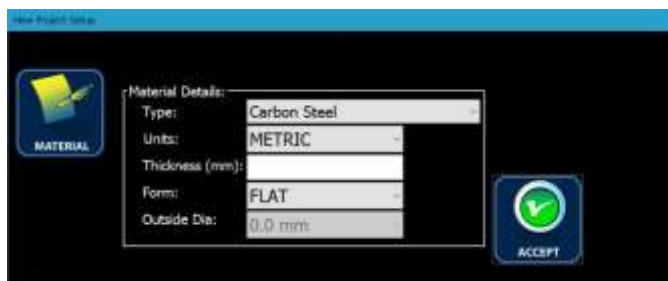 New Project Setup
Material Details:
Type: Carbon Steel
MATERIAL
Units: METRIC
Thickness (mm):
Form: FLAT
Outside Dia: 0.0 mm
ACCEPT